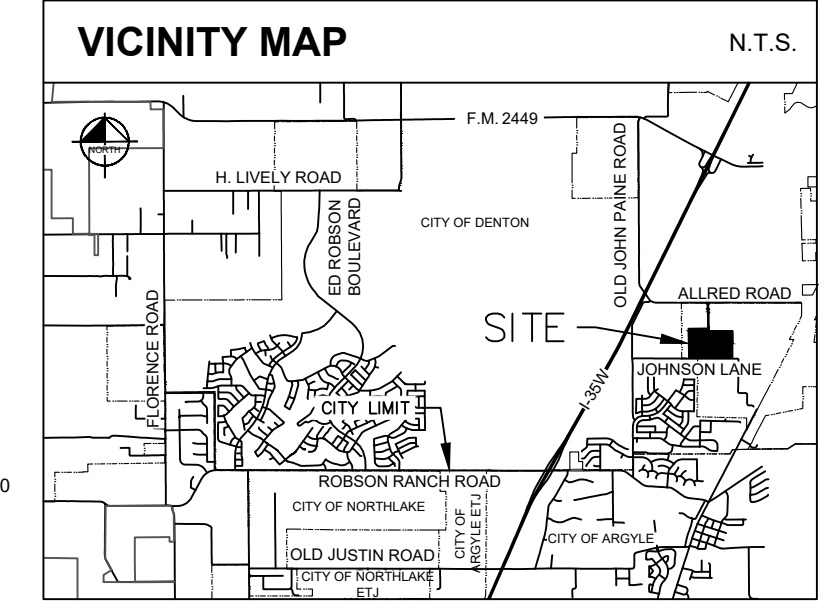 VICINITY MAP
N.T.S.
NORTH
F.M. 2449
H. LIVELY ROAD
OLD JOHN PAINE ROAD
ED ROBSON
BOULEVARD
CITY OF DENTON
FLORENCE ROAD
ALLRED ROAD
SITE
JOHNSON LANE
I-35W
CITY LIMIT
ROBSON RANCH ROAD
0
CITY OF NORTHLAKE
CITY OF
ARGYLE ETJ
CITY OF ARGYLE
OLD JUSTIN ROAD
CITY OF NORTHLAKE
ETJ